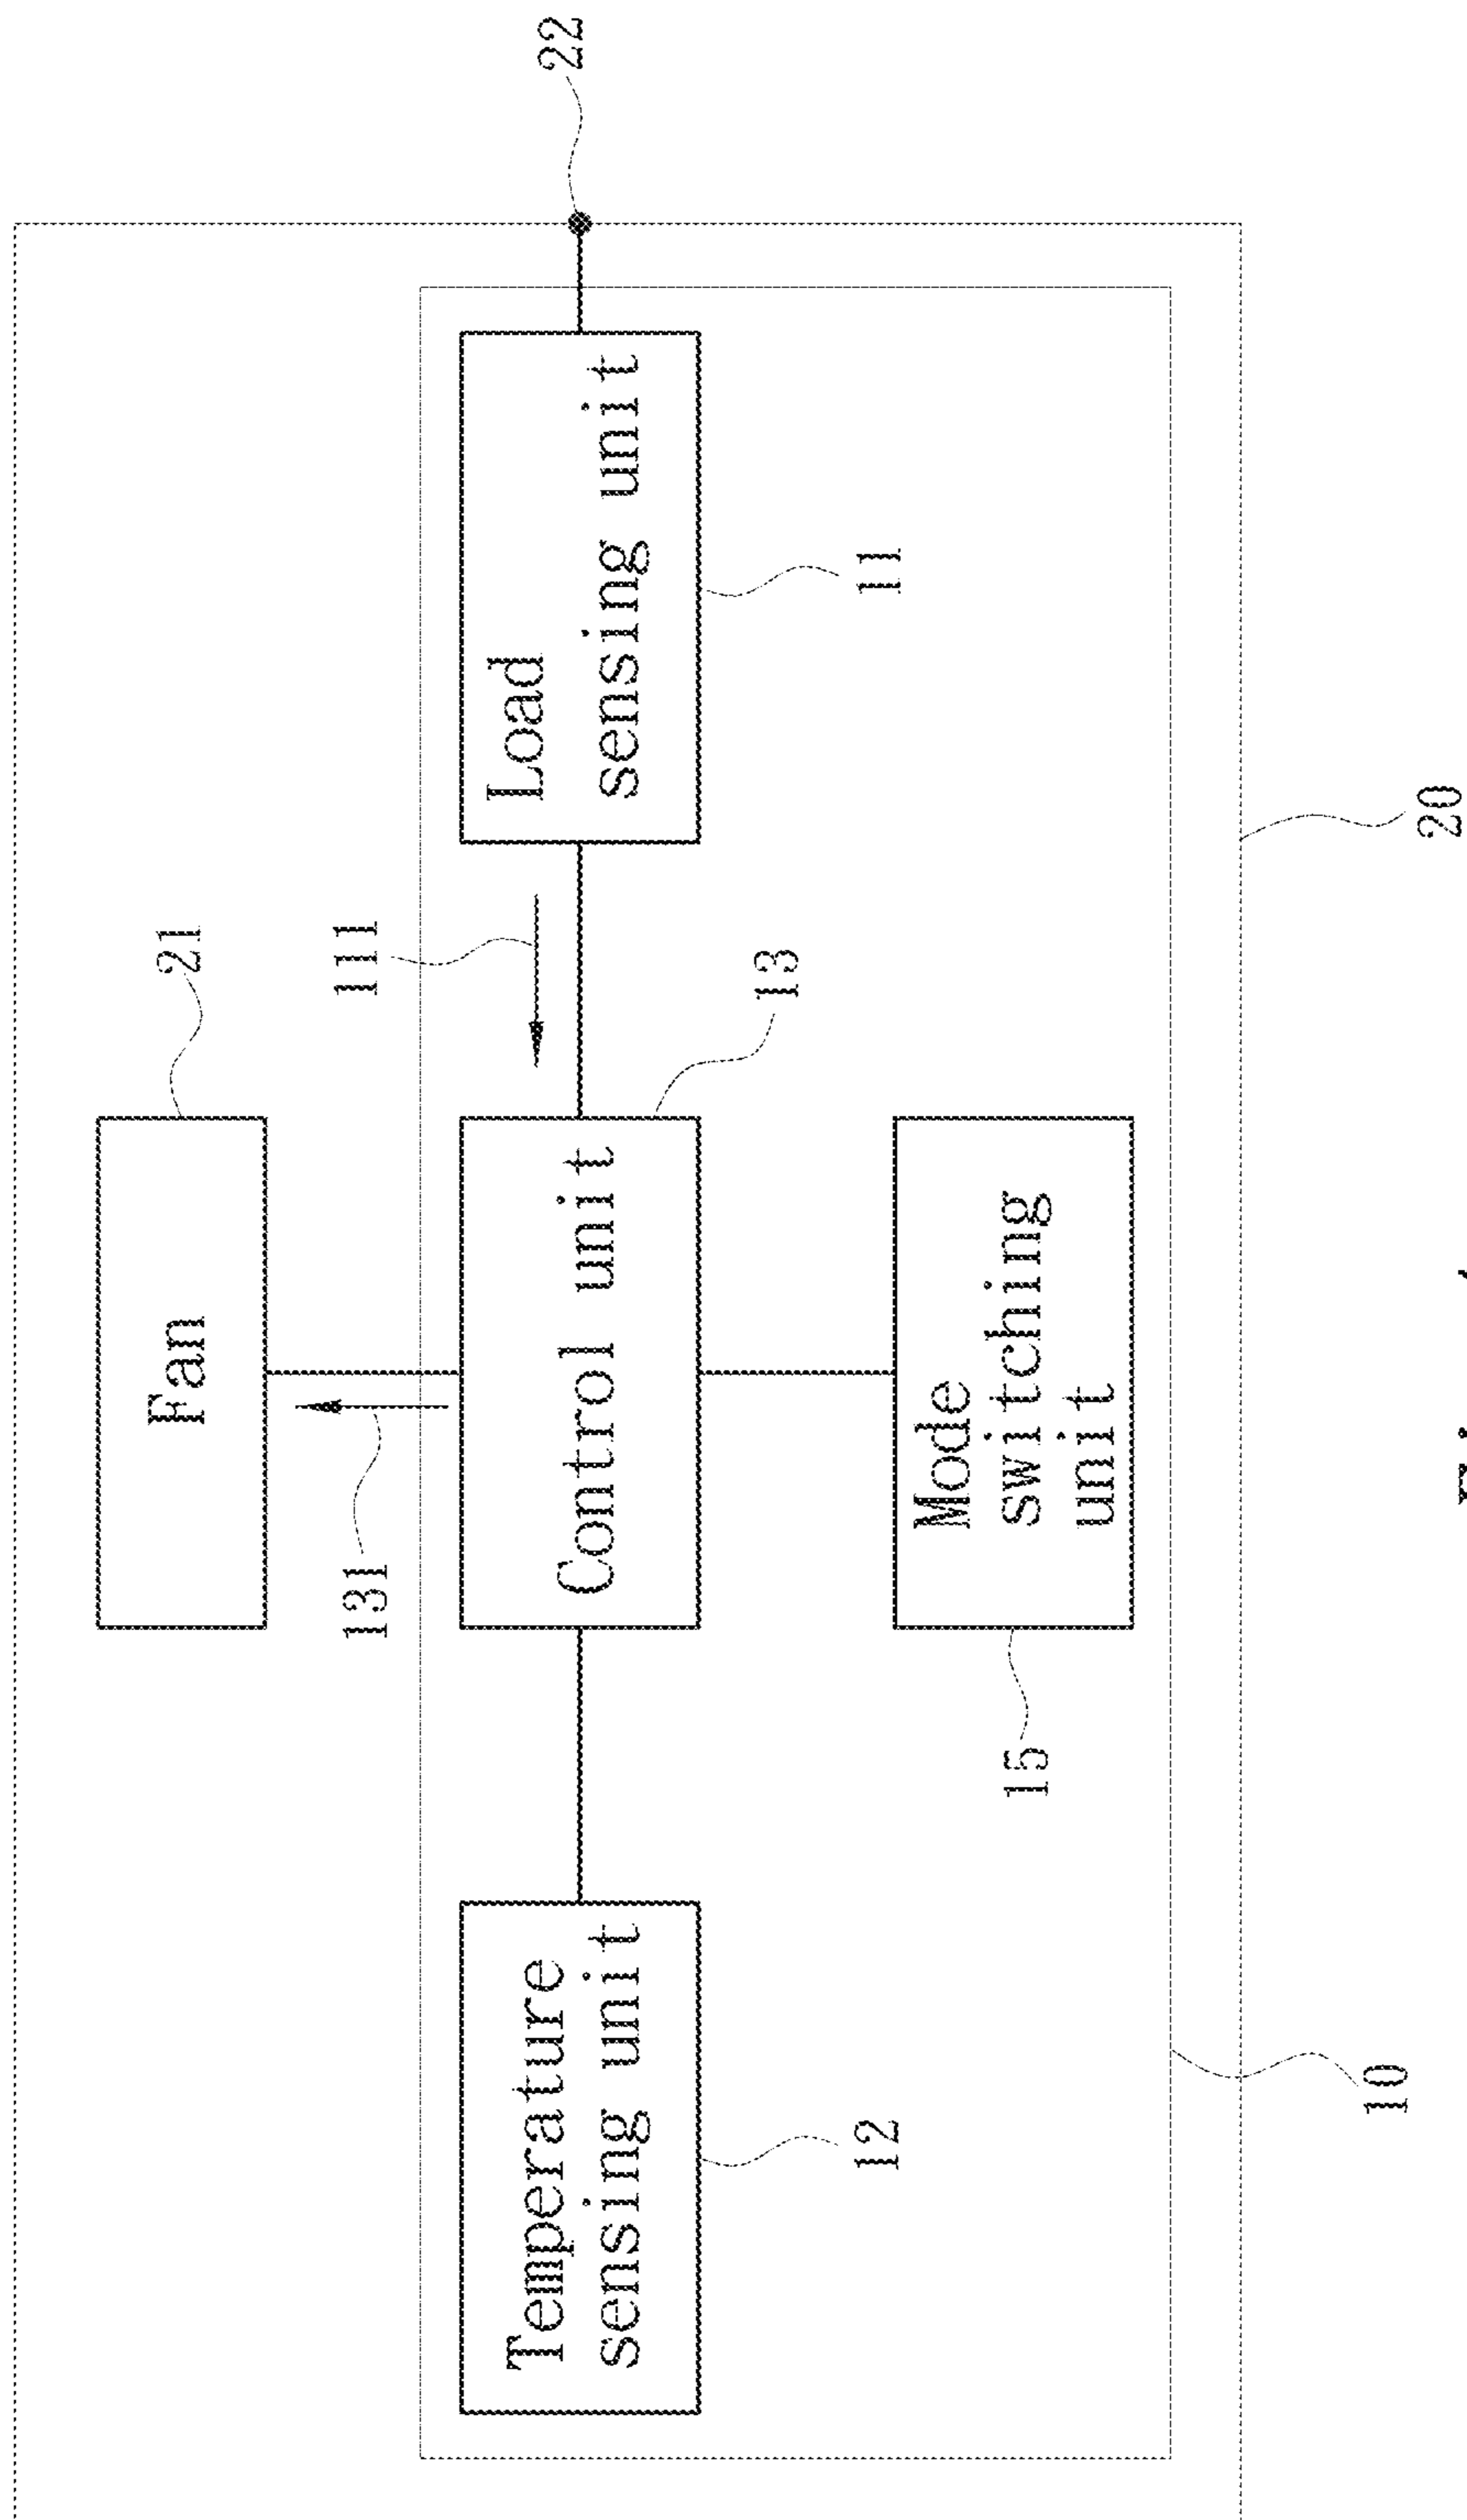 21
Fan
131
111
22
Temperature
sensing unit
Control unit
Load
sensing unit
13
12
11
Mode
switching
unit
15
10
20